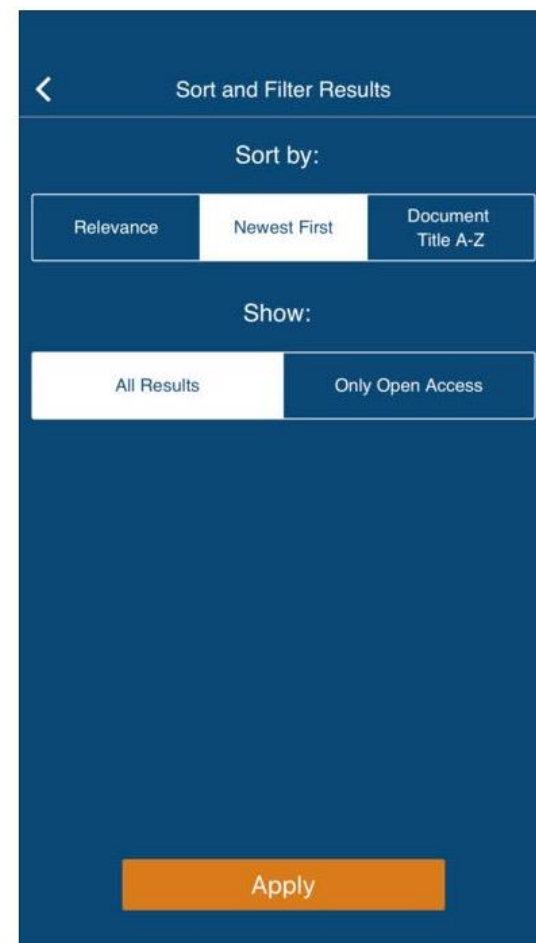 Sort and Filter Results
Sort by:
Relevance
Newest First
Document
Title A-Z
Show:
All Results
Only Open Access
Apply